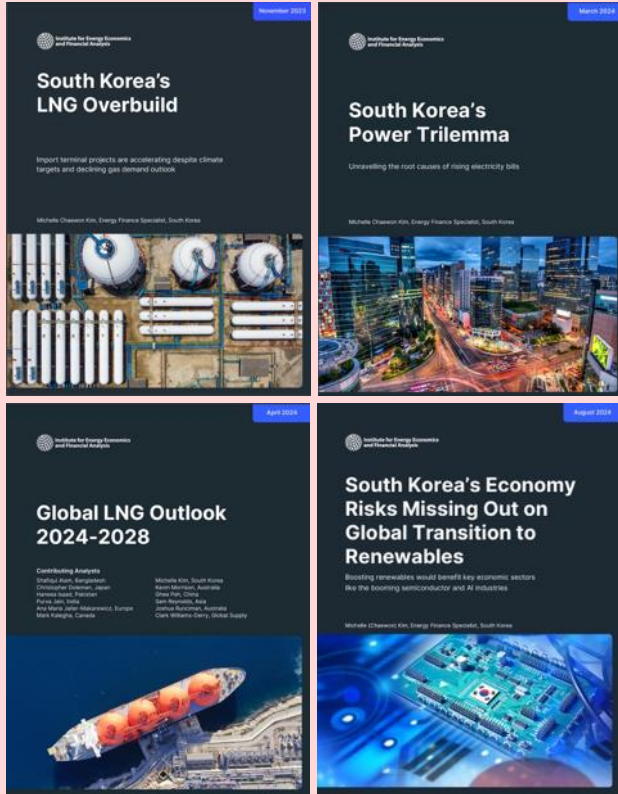 November 2023
Institute for Energy Economics
and Financial Analysis
South Korea's
LNG Overbuild
Import terminal projects are accelerating despite climate
targets and declining gas demand outlook
Michelle Chaewon Kim, Energy Finance Specialist, South Korea
March 2024
Institute for Energy Economics
and Financial Analysis
South Korea's
Power Trilemma
Unravelling the root causes of rising electricity bills
Michelle Chaewon Kim, Energy Finance Specialist, South Korea
April 2024
Institute for Energy Economics
and Financial Analysis
Global LNG Outlook
2024-2028
Contributing Analysts
Shafiqul Alam, Bangladesh
Christopher Doleman, Japan
Haneea Isaad, Pakistan
Purva Jain, India
Ana Maria Jaller-Makarewicz, Europe
Mark Kalegha, Canada
Michelle Kim, South Korea
Kevin Morrison, Australia
Ghee Peh, China
Sam Reynolds, Asia
Joshua Runciman, Australia
Clark Williams-Derry, Global Supply
August 2024
Institute for Energy Economics
and Financial Analysis
South Korea's Economy
Risks Missing Out on
Global Transition to
Renewables
Boosting renewables would benefit key economic sectors
like the booming semiconductor and AI industries
Michelle (Chaewon) Kim, Energy Finance Specialist, South Korea